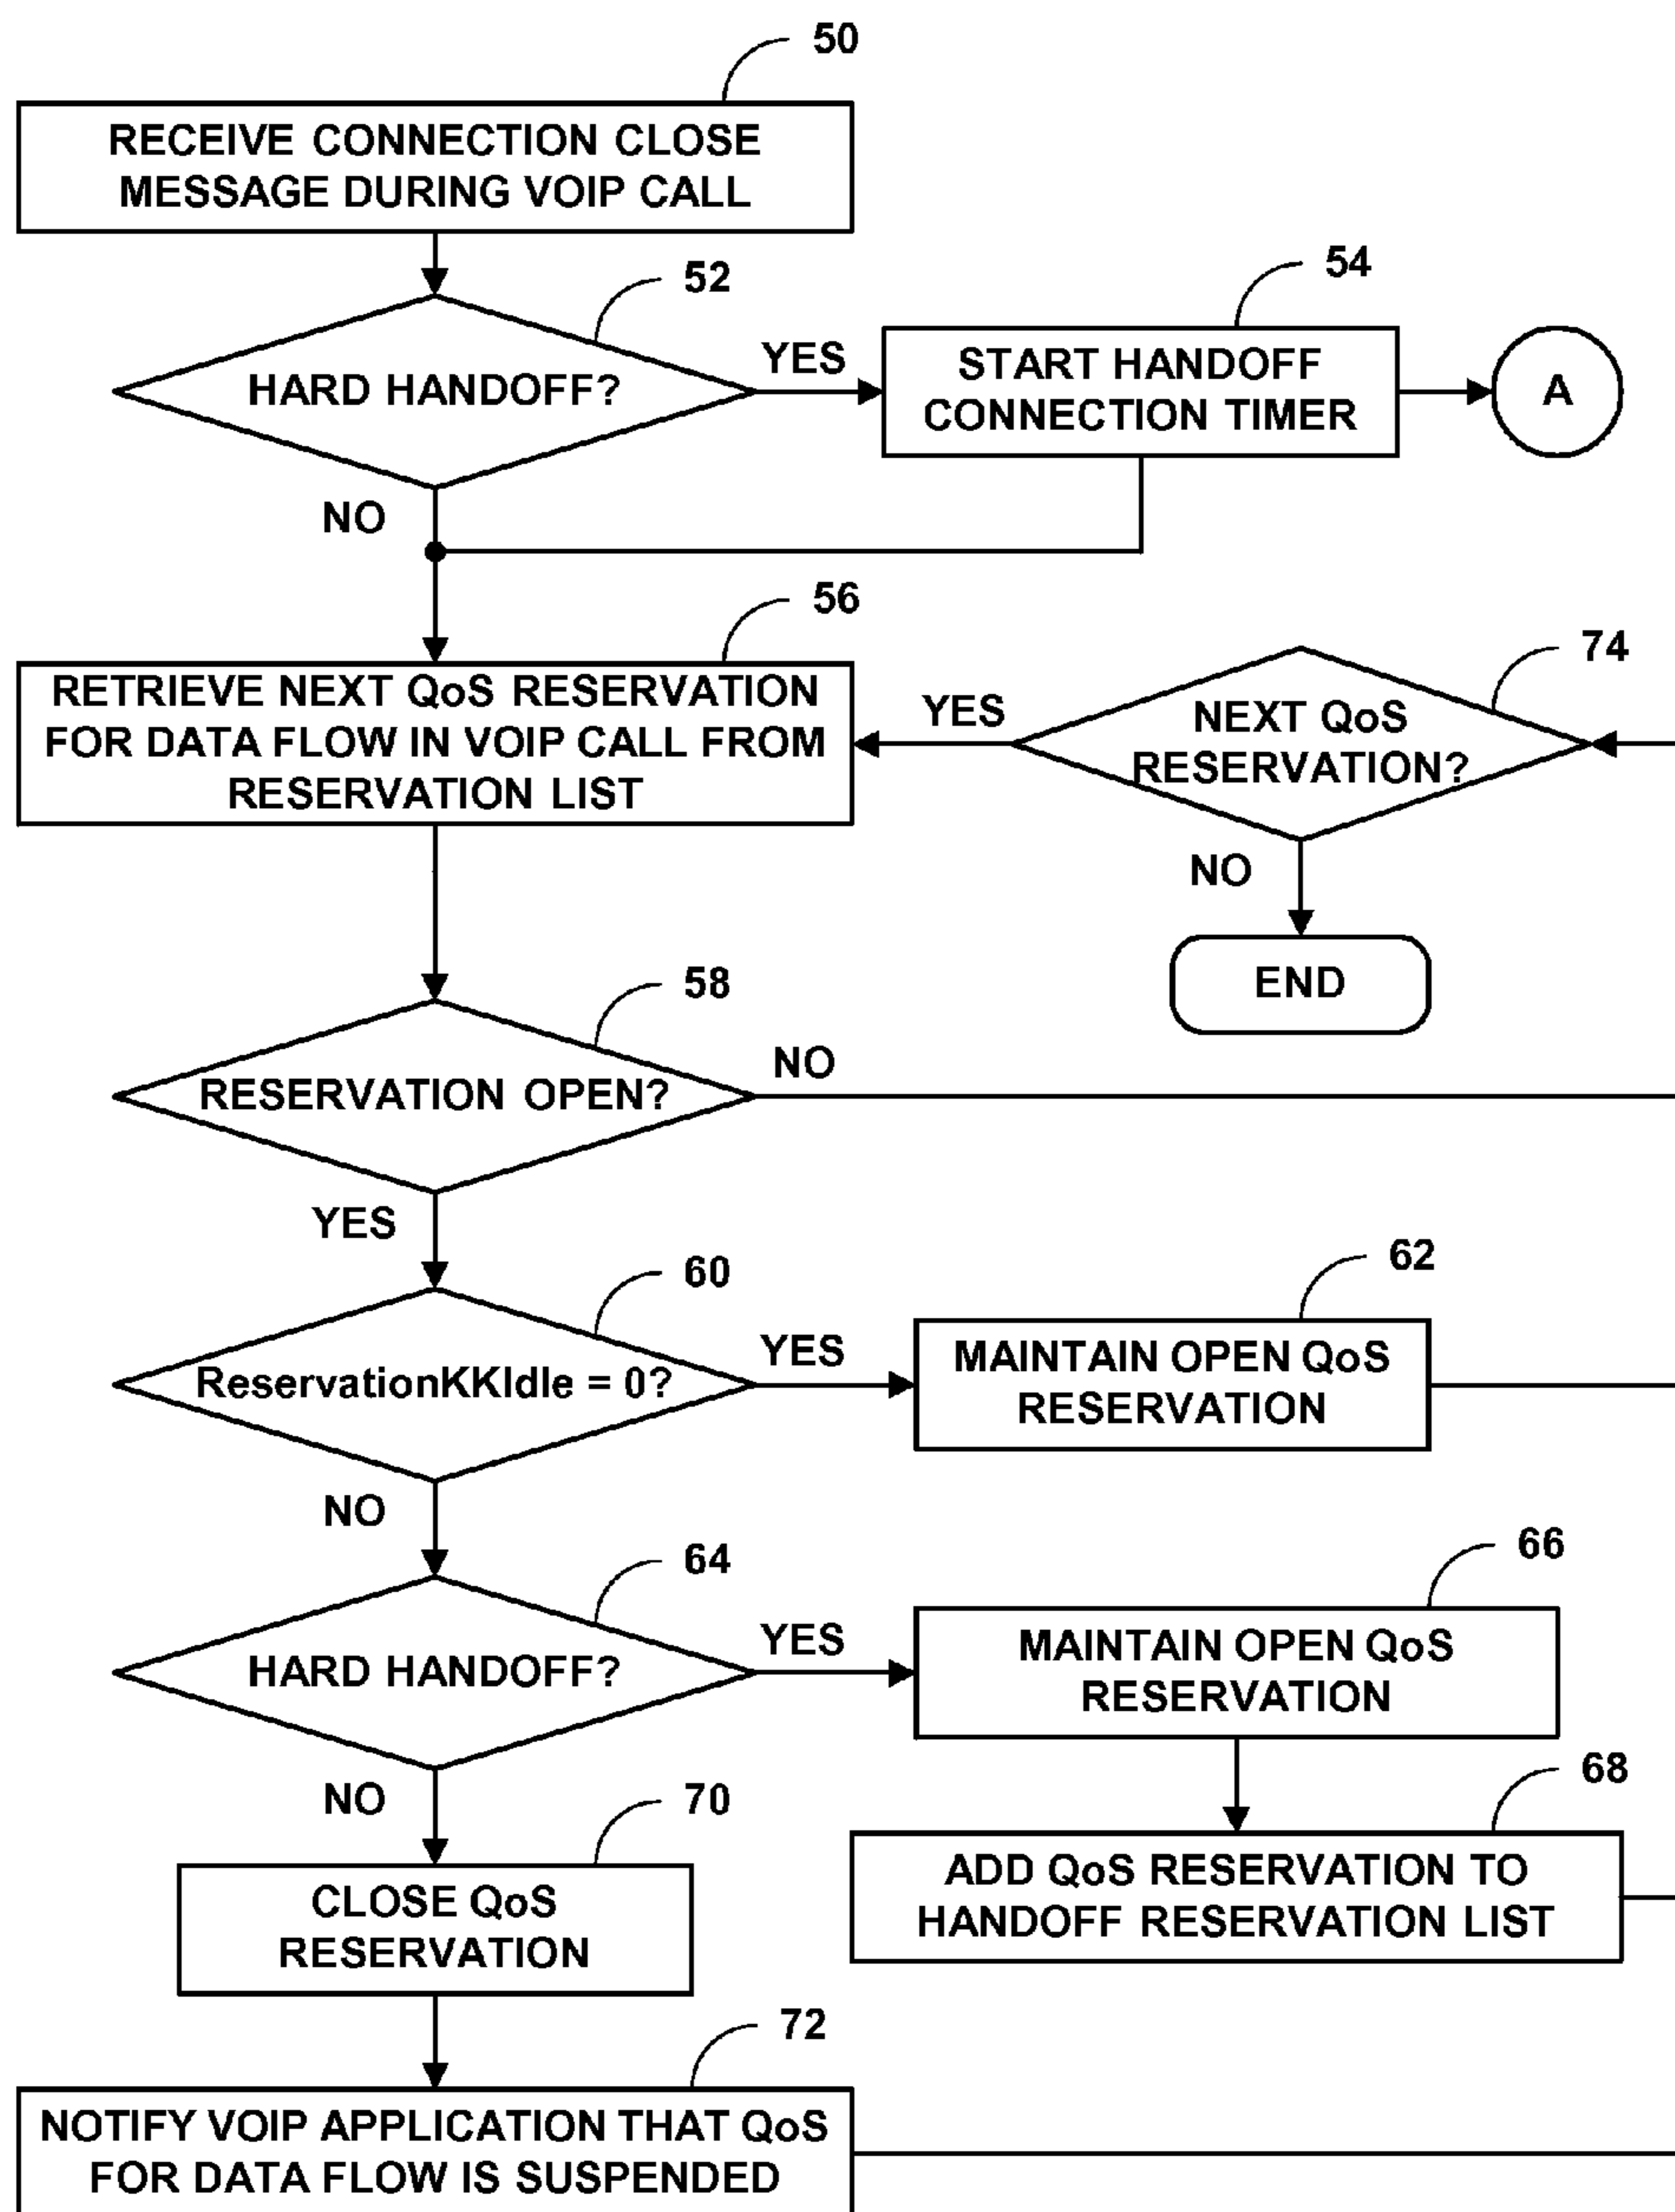 50
RECEIVE CONNECTION CLOSE
MESSAGE DURING VOIP CALL
52
HARD HANDOFF?
YES
54
START HANDOFF
CONNECTION TIMER
A
NO
56
RETRIEVE NEXT QoS RESERVATION
FOR DATA FLOW IN VOIP CALL FROM
RESERVATION LIST
YES
74
NEXT QoS
RESERVATION?
NO
END
58
RESERVATION OPEN?
NO
YES
60
ReservationKKIdle = 0?
YES
62
MAINTAIN OPEN QoS
RESERVATION
NO
64
HARD HANDOFF?
YES
66
MAINTAIN OPEN QoS
RESERVATION
68
ADD QoS RESERVATION TO
HANDOFF RESERVATION LIST
NO
70
CLOSE QoS
RESERVATION
72
NOTIFY VOIP APPLICATION THAT QoS
FOR DATA FLOW IS SUSPENDED